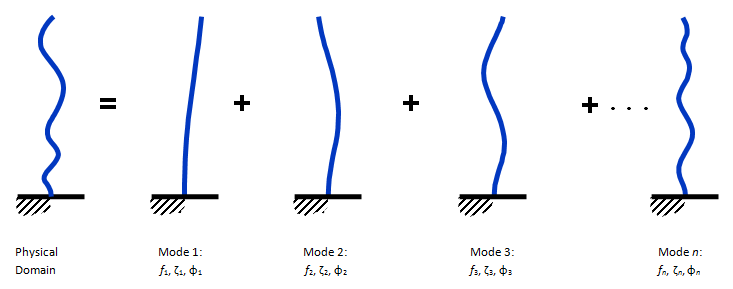 = + + + . . .
Physical
Domain
Mode 1:
f₁, ζ₁, ϕ₁
Mode 2:
f₂, ζ₂, ϕ₂
Mode 3:
f₃, ζ₃, ϕ₃
Mode n:
fₙ, ζₙ, ϕₙ